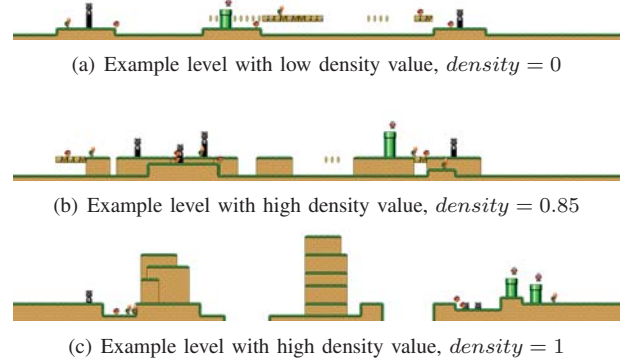 (a) Example level with low density value, density = 0
(b) Example level with high density value, density = 0.85
(c) Example level with high density value, density = 1